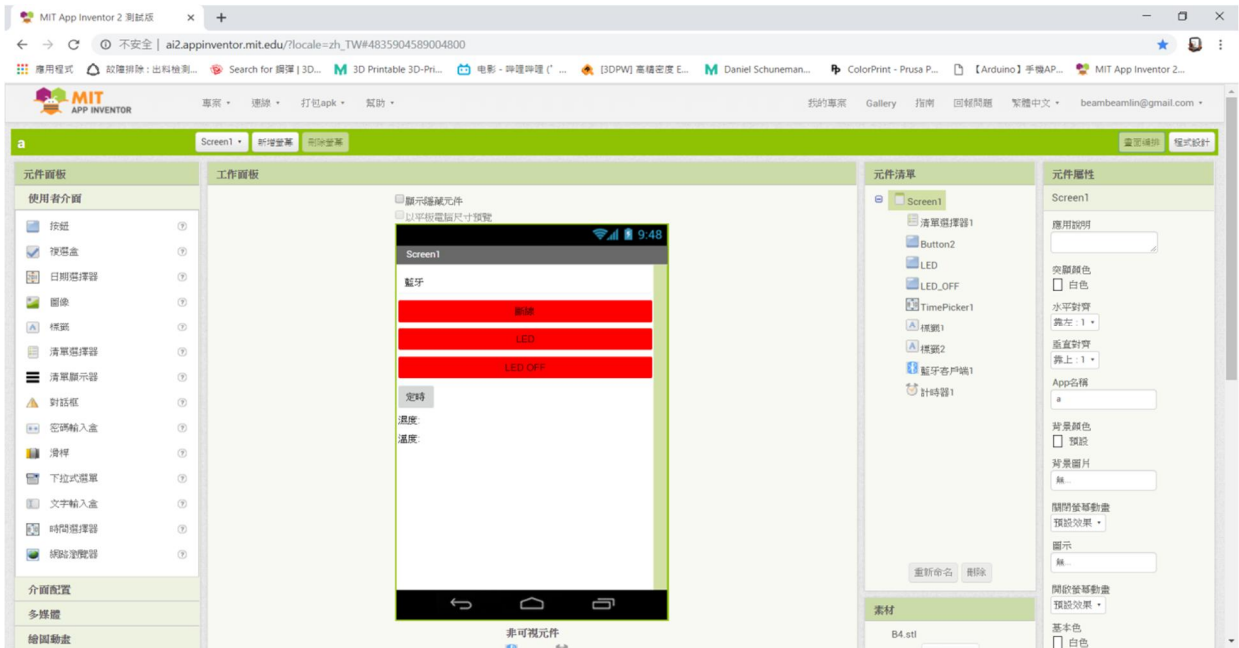 MIT App Inventor 2 測試版
不安全 | ai2.appinventor.mit.edu/?locale=zh_TW#4835904589004800
應用程式 故障排除：出料檢測... Search for 鋼彈 | 3D... 3D Printable 3D-Pri... 电影 - 哔哩哔哩 (゜... [3DPW] 高精密度 E... Daniel Schuneman... ColorPrint - Prusa P... 【Arduino】手機AP... MIT App Inventor 2...
MIT APP INVENTOR
專案 連線 打包apk 幫助 我的專案 Gallery 指南 回報問題 繁體中文 beambeamlin@gmail.com
a Screen1 新增螢幕 刪除螢幕 畫面編排 程式設計
元件面板
使用者介面
按鈕
複選盒
日期選擇器
圖像
標籤
清單選擇器
清單顯示器
對話框
密碼輸入盒
滑桿
下拉式選單
文字輸入盒
時間選擇器
網路瀏覽器
介面配置
多媒體
繪圖動畫
工作面板
顯示隱藏元件
以平板電腦尺寸預覽
9:48
Screen1
藍牙
斷線
LED
LED OFF
定時
濕度:
溫度:
非可視元件
元件清單
Screen1
清單選擇器1
Button2
LED
LED_OFF
TimePicker1
標籤1
標籤2
藍牙客戶端1
計時器1
重新命名 刪除
素材
B4.stl
元件屬性
Screen1
應用說明
突顯顏色
白色
水平對齊
靠左 : 1
垂直對齊
靠上 : 1
App名稱
a
背景顏色
預設
背景圖片
無...
關閉螢幕動畫
預設效果
圖示
無...
開啟螢幕動畫
預設效果
基本色
白色